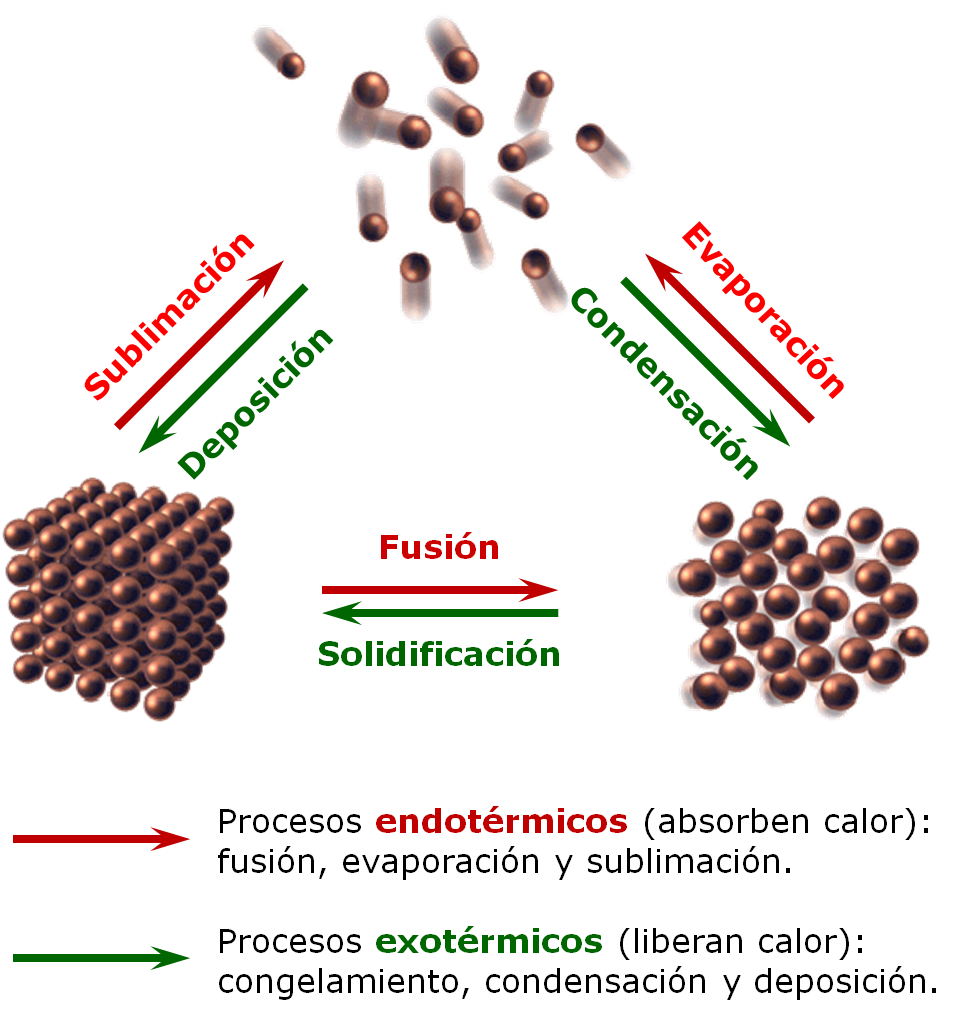 Sublimación
Deposición
Evaporación
Condensación
Fusión
Solidificación
Procesos endotérmicos (absorben calor):
fusión, evaporación y sublimación.
Procesos exotérmicos (liberan calor):
congelamiento, condensación y deposición.